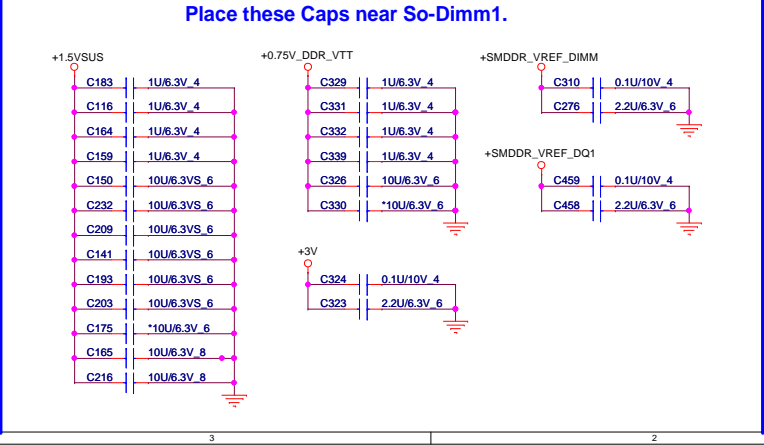 Place these Caps near So-Dimm1.
+1.5VSUS
C183 1U/6.3V_4
C116 1U/6.3V_4
C164 1U/6.3V_4
C159 1U/6.3V_4
C150 10U/6.3VS_6
C232 10U/6.3VS_6
C209 10U/6.3VS_6
C141 10U/6.3VS_6
C193 10U/6.3VS_6
C203 10U/6.3VS_6
C175 *10U/6.3V_6
C165 10U/6.3V_8
C216 10U/6.3V_8
+0.75V_DDR_VTT
C329 1U/6.3V_4
C331 1U/6.3V_4
C332 1U/6.3V_4
C339 1U/6.3V_4
C326 10U/6.3V_6
C330 *10U/6.3V_6
+3V
C324 0.1U/10V_4
C323 2.2U/6.3V_6
+SMDDR_VREF_DIMM
C310 0.1U/10V_4
C276 2.2U/6.3V_6
+SMDDR_VREF_DQ1
C459 0.1U/10V_4
C458 2.2U/6.3V_6
3
2